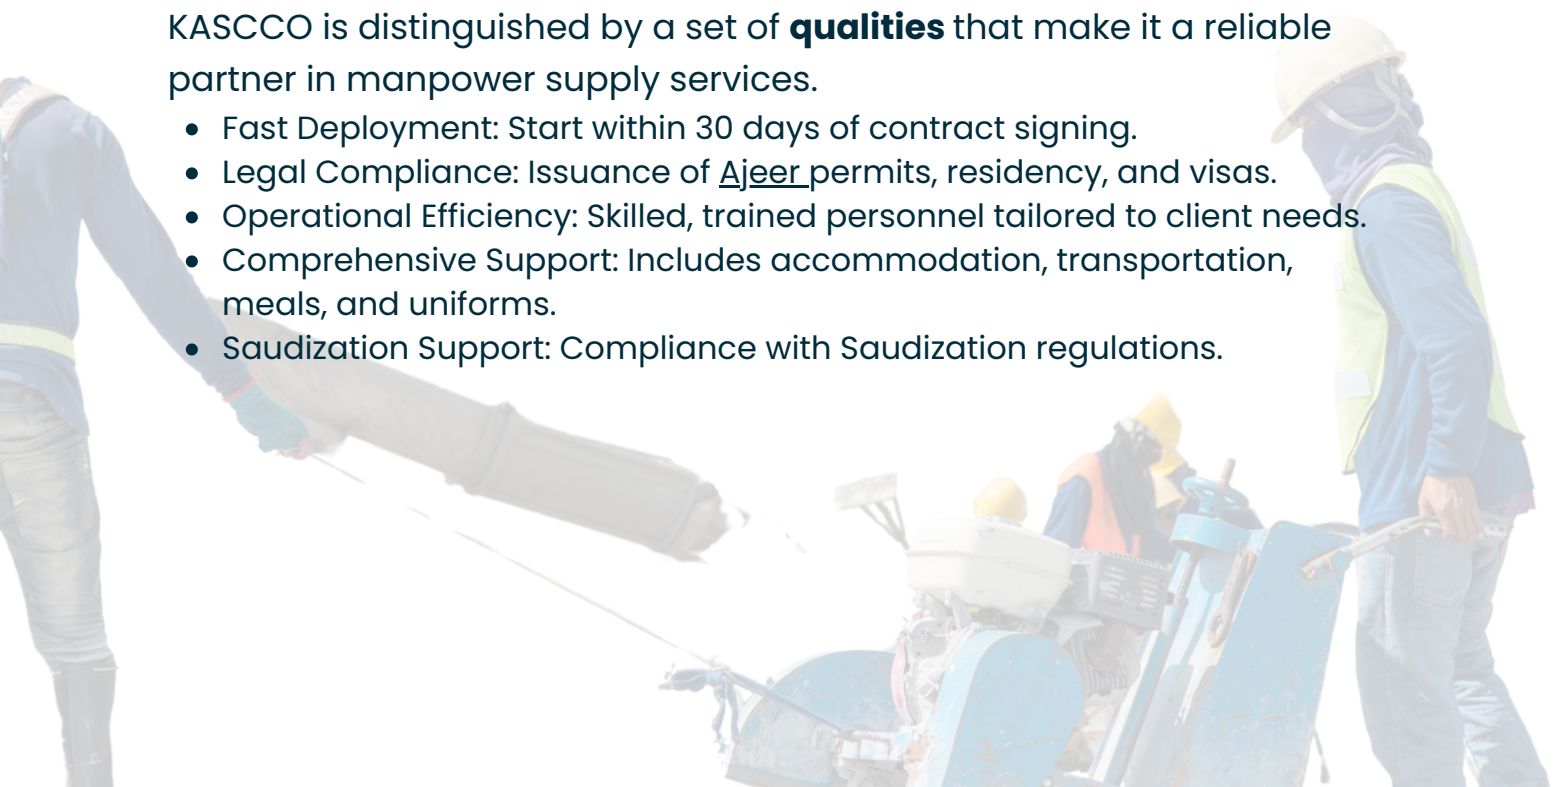 KASCCO is distinguished by a set of qualities that make it a reliable
partner in manpower supply services.
• Fast Deployment: Start within 30 days of contract signing.
• Legal Compliance: Issuance of Ajeer permits, residency, and visas.
• Operational Efficiency: Skilled, trained personnel tailored to client needs.
• Comprehensive Support: Includes accommodation, transportation,
meals, and uniforms.
• Saudization Support: Compliance with Saudization regulations.